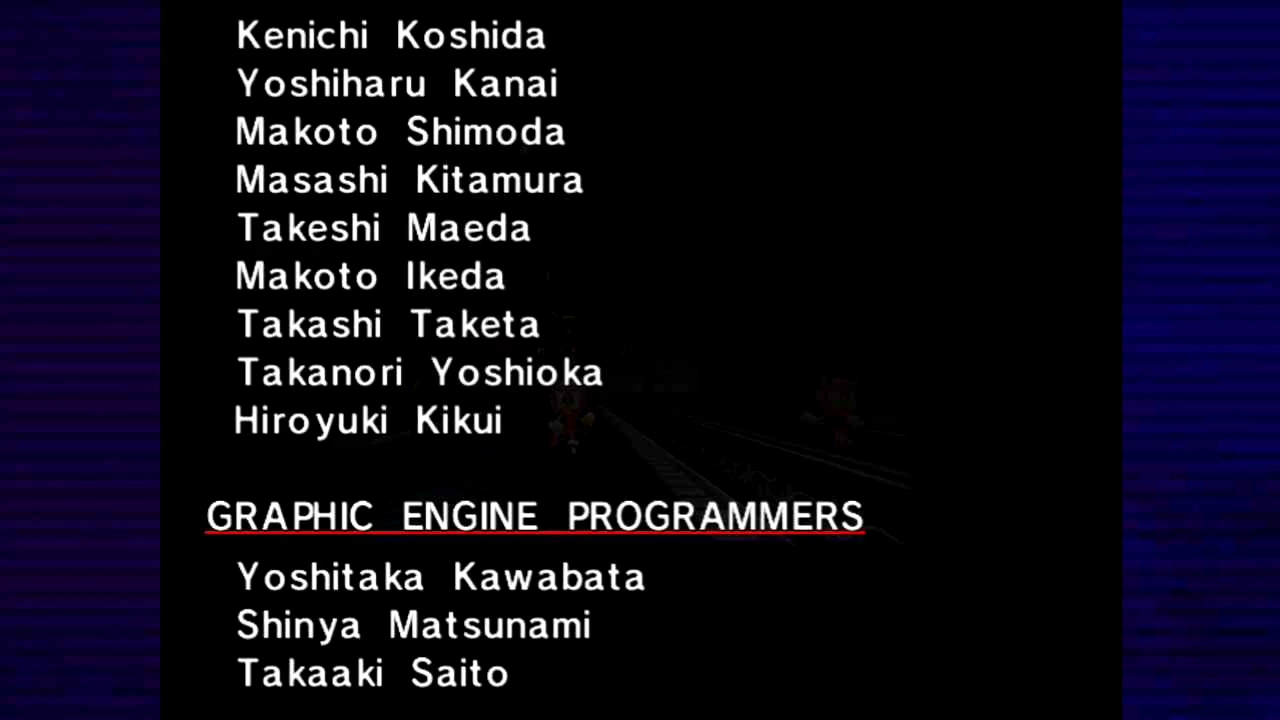 Kenichi Koshida
Yoshiharu Kanai
Makoto Shimoda
Masashi Kitamura
Takeshi Maeda
Makoto Ikeda
Takashi Taketa
Takanori Yoshioka
Hiroyuki Kikui
GRAPHIC ENGINE PROGRAMMERS
Yoshitaka Kawabata
Shinya Matsunami
Takaaki Saito